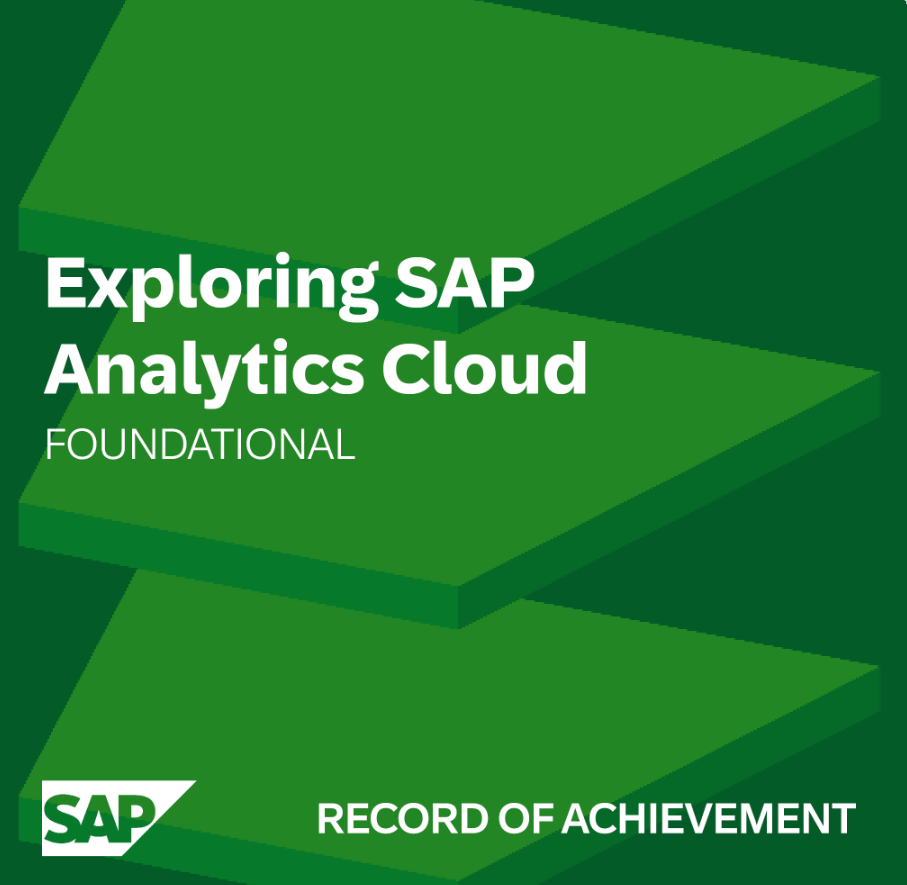 Exploring SAP
Analytics Cloud
FOUNDATIONAL
SAP
RECORD OF ACHIEVEMENT